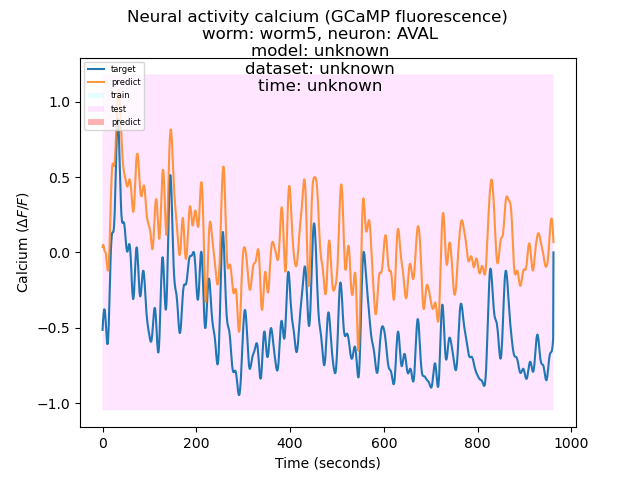 Neural activity calcium (GCaMP fluorescence)
worm: worm5, neuron: AVAL
model: unknown
dataset: unknown
time: unknown
target
predict
train
test
predict
1.0
0.5
0.0
−0.5
−1.0
Calcium (ΔF/F)
0
200
400
600
800
1000
Time (seconds)